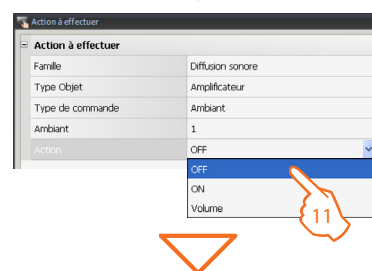 Action à effectuer
Action à effectuer
Famille Diffusion sonore
Type Objet Amplificateur
Type de commande Ambiant
Ambiant 1
Action OFF
OFF
ON
Volume
11